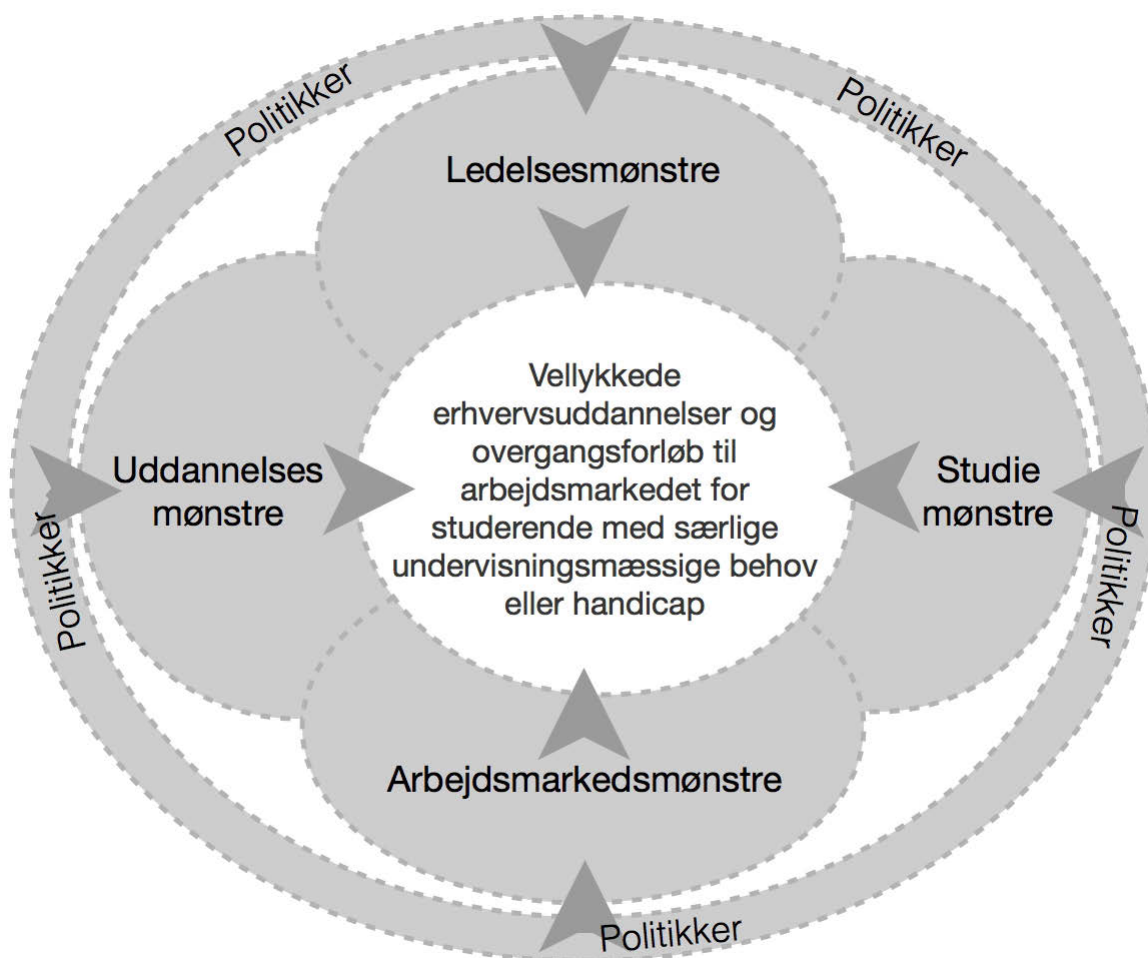 Politikker
Politikker
Ledelsesmønstre
Vellykkede
erhvervsuddannelser og
overgangsforløb til
arbejdsmarkedet for
studerende med særlige
undervisningsmæssige behov
eller handicap
Uddannelses
mønstre
Studie
mønstre
Politikker
Politikker
Arbejdsmarkedsmønstre
Politikker